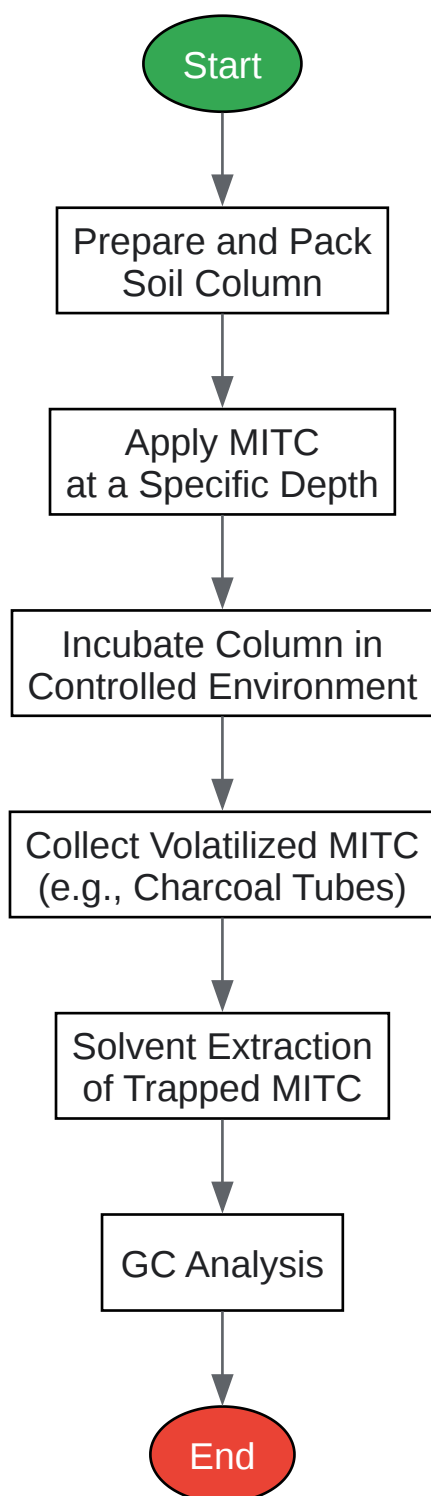 Start
Prepare and Pack
Soil Column
Apply MITC
at a Specific Depth
Incubate Column in
Controlled Environment
Collect Volatilized MITC
(e.g., Charcoal Tubes)
Solvent Extraction
of Trapped MITC
GC Analysis
End